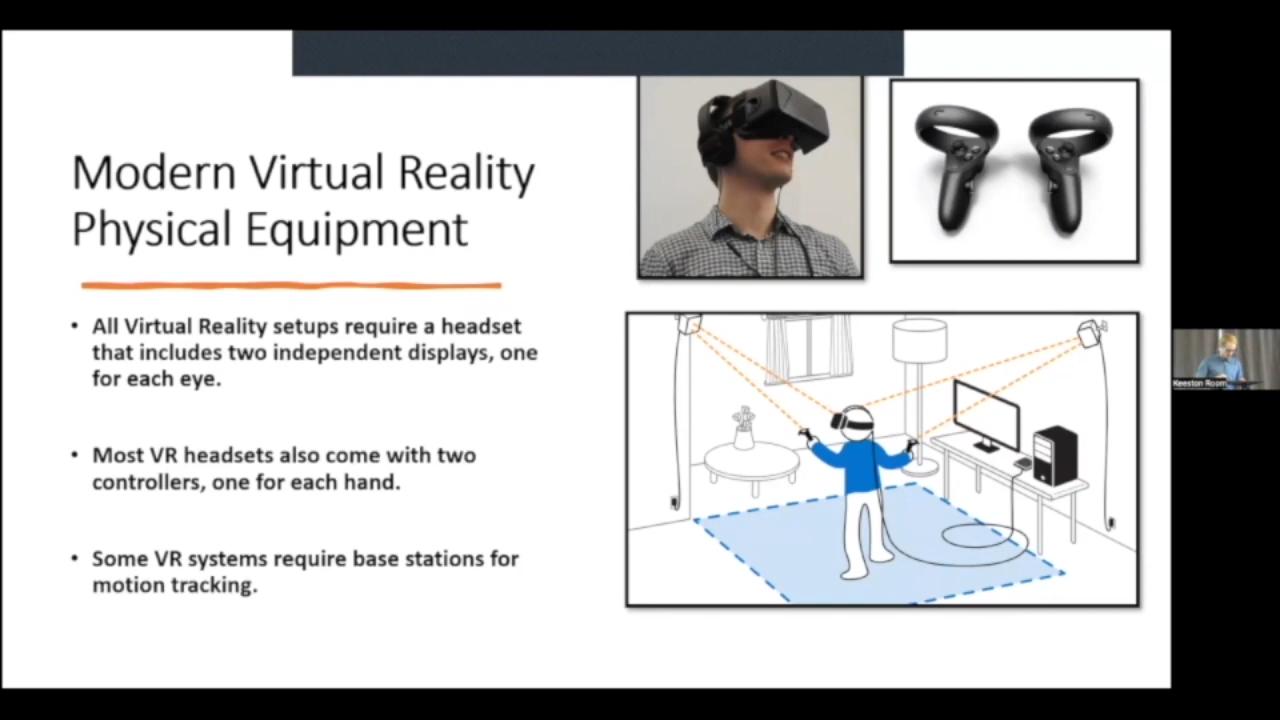 Modern Virtual Reality
Physical Equipment
• All Virtual Reality setups require a headset
that includes two independent displays, one
for each eye.
• Most VR headsets also come with two
controllers, one for each hand.
• Some VR systems require base stations for
motion tracking.
Keeston Room